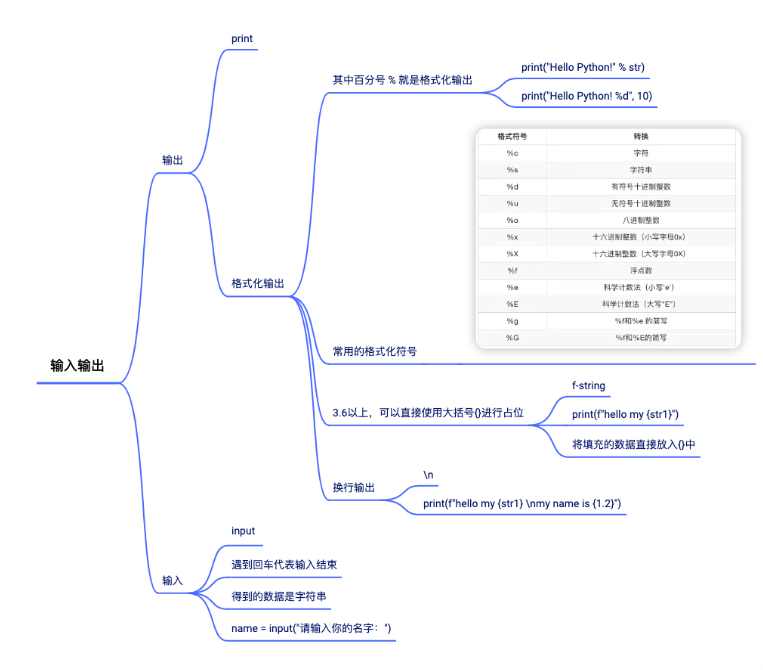 print
其中百分号 % 就是格式化输出
print("Hello Python!" % str)
print("Hello Python! %d", 10)
输出
格式符号 转换
%c 字符
%s 字符串
%d 有符号十进制整数
%u 无符号十进制整数
%o 八进制整数
%x 十六进制整数（小写字母0x）
%X 十六进制整数（大写字母0X）
%f 浮点数
%e 科学计数法（小写'e'）
%E 科学计数法（大写"E"）
%g %f和%e 的简写
%G %f和%E的简写
格式化输出
常用的格式化符号
输入输出
f-string
3.6以上，可以直接使用大括号{}进行占位
print(f"hello my {str1}")
将填充的数据直接放入{}中
换行输出
\n
print(f"hello my {str1} \nmy name is {1.2}")
input
遇到回车代表输入结束
输入
得到的数据是字符串
name = input("请输入你的名字：")